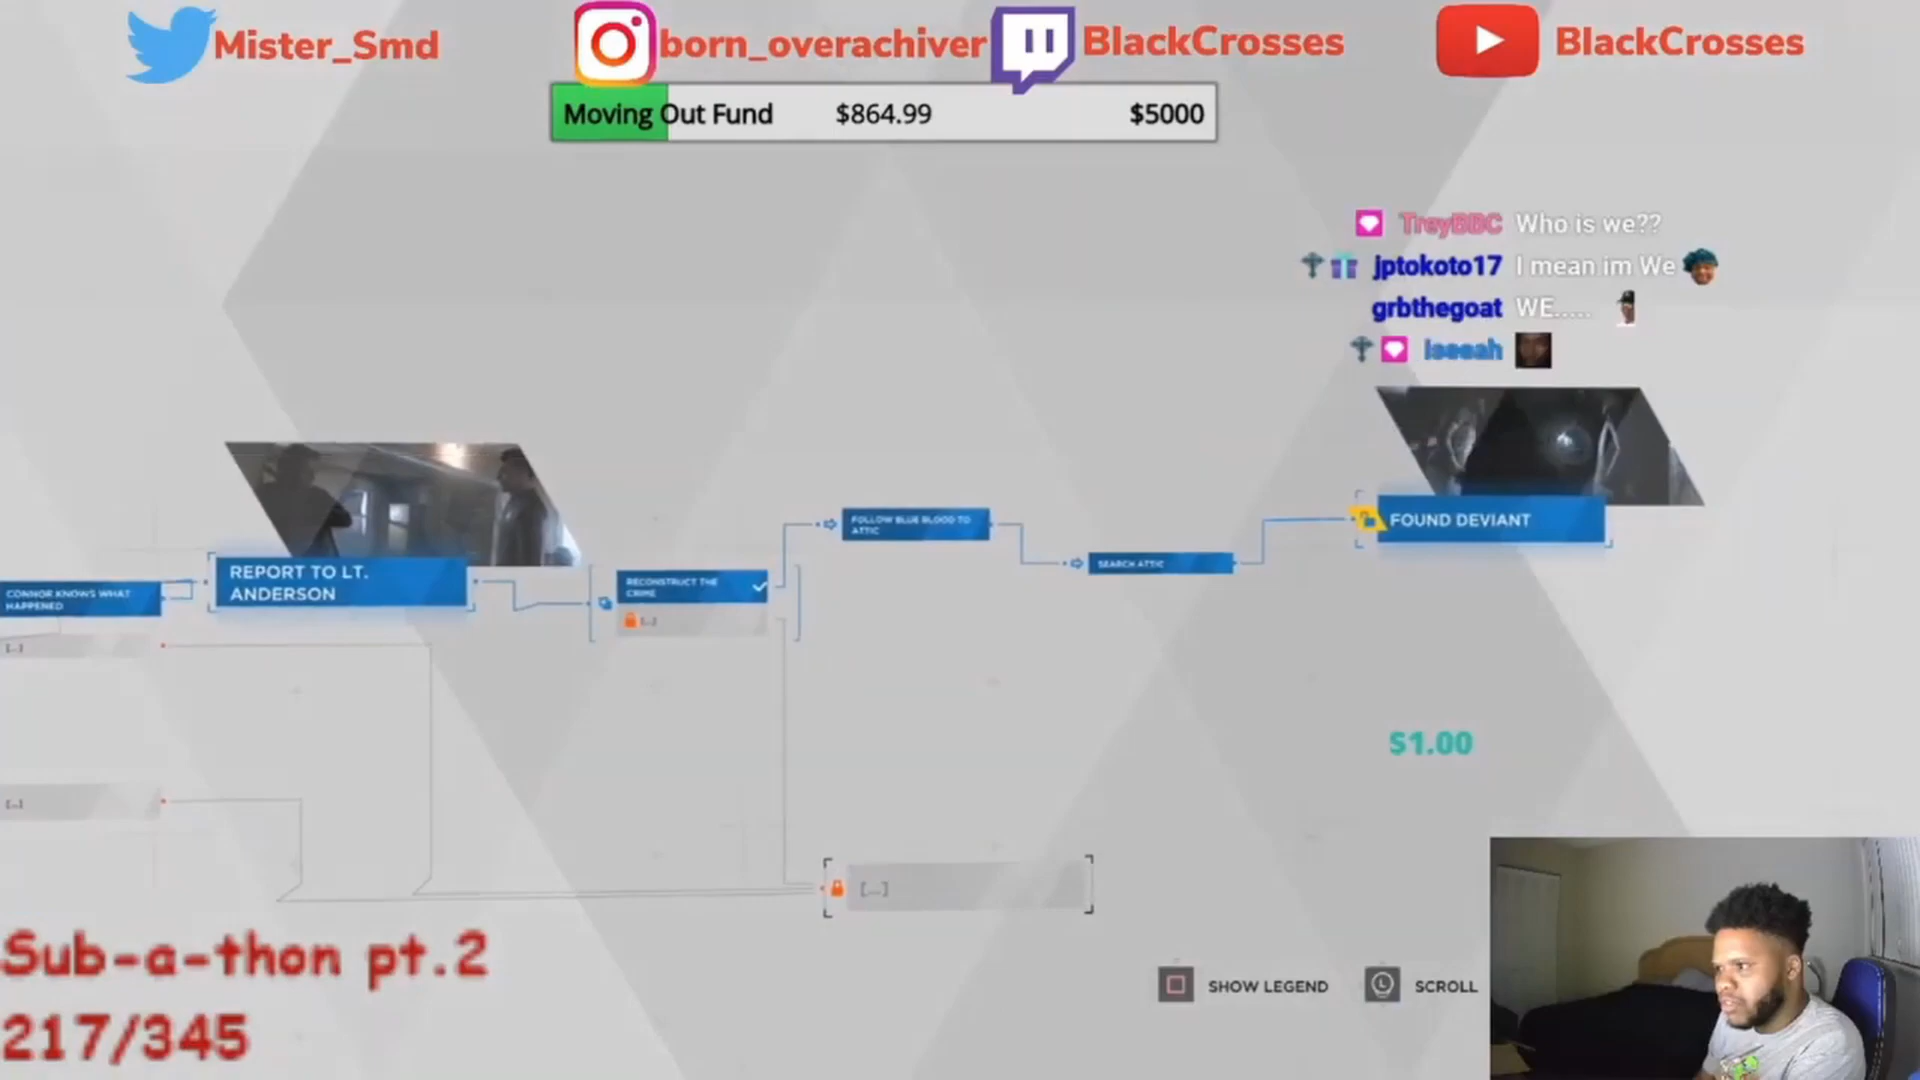 Mister_Smd
born_overachiver
BlackCrosses
BlackCrosses
Moving Out Fund $864.99 $5000
TreyBBC Who is we??
jptokoto17 I mean im We
grbthegoat WE.....
Iseeah
CONNOR KNOWS WHAT
HAPPENED
REPORT TO LT.
ANDERSON
RECONSTRUCT THE
CRIME
[...]
FOLLOW BLUE BLOOD TO
ATTIC
SEARCH ATTIC
FOUND DEVIANT
[...]
[...]
[...]
$1.00
Sub-a-thon pt.2
217/345
SHOW LEGEND
SCROLL